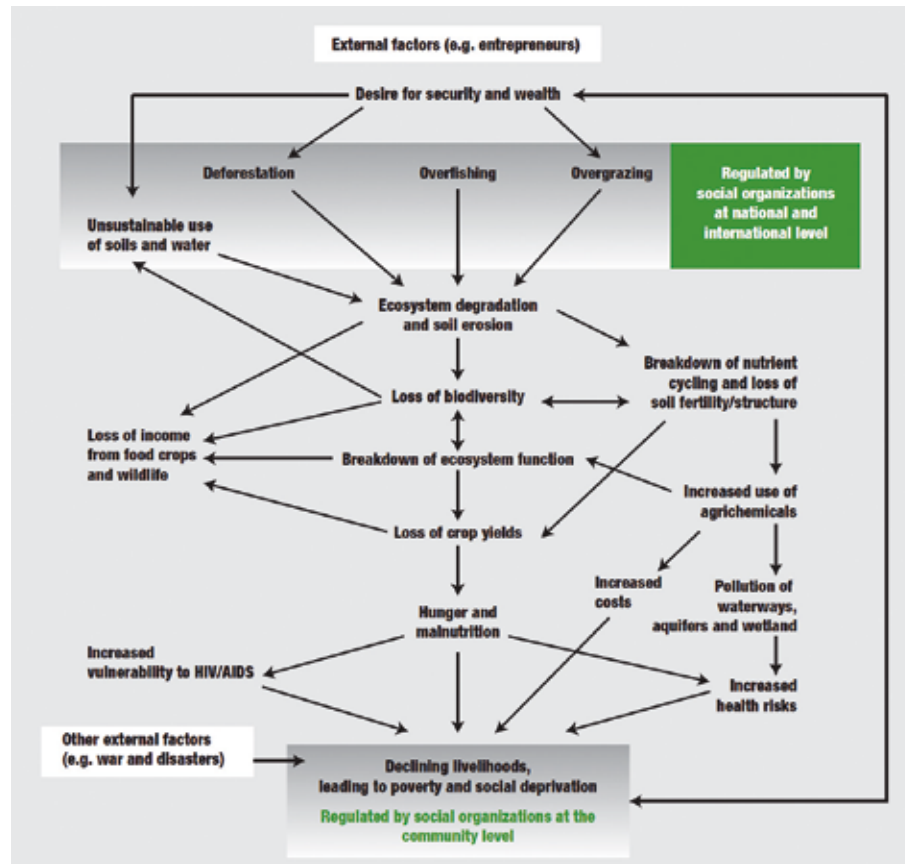 External factors (e.g. entrepreneurs)
Desire for security and wealth
Deforestation
Overfishing
Overgrazing
Regulated by
social organizations
at national and
international level
Unsustainable use
of soils and water
Ecosystem degradation
and soil erosion
Breakdown of nutrient
cycling and loss of
soil fertility/structure
Loss of biodiversity
Loss of income
from food crops
and wildlife
Breakdown of ecosystem function
Increased use of
agrichemicals
Loss of crop yields
Increased
costs
Pollution of
waterways,
aquifers and wetland
Hunger and
malnutrition
Increased
vulnerability to HIV/AIDS
Increased
health risks
Other external factors
(e.g. war and disasters)
Declining livelihoods,
leading to poverty and social deprivation
Regulated by social organizations at the
community level